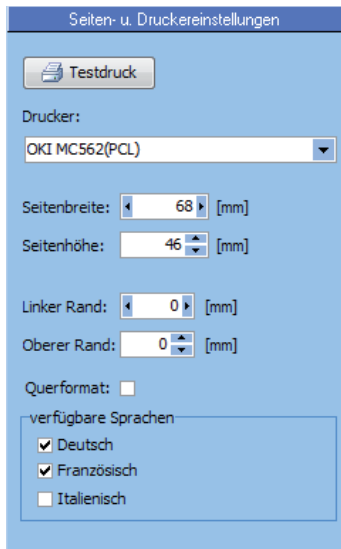 Seiten- u. Druckereinstellungen
Testdruck
Drucker:
OKI MC562(PCL)
Seitenbreite: 68 [mm]
Seitenhöhe: 46 [mm]
Linker Rand: 0 [mm]
Oberer Rand: 0 [mm]
Querformat:
verfügbare Sprachen
Deutsch
Französisch
Italienisch